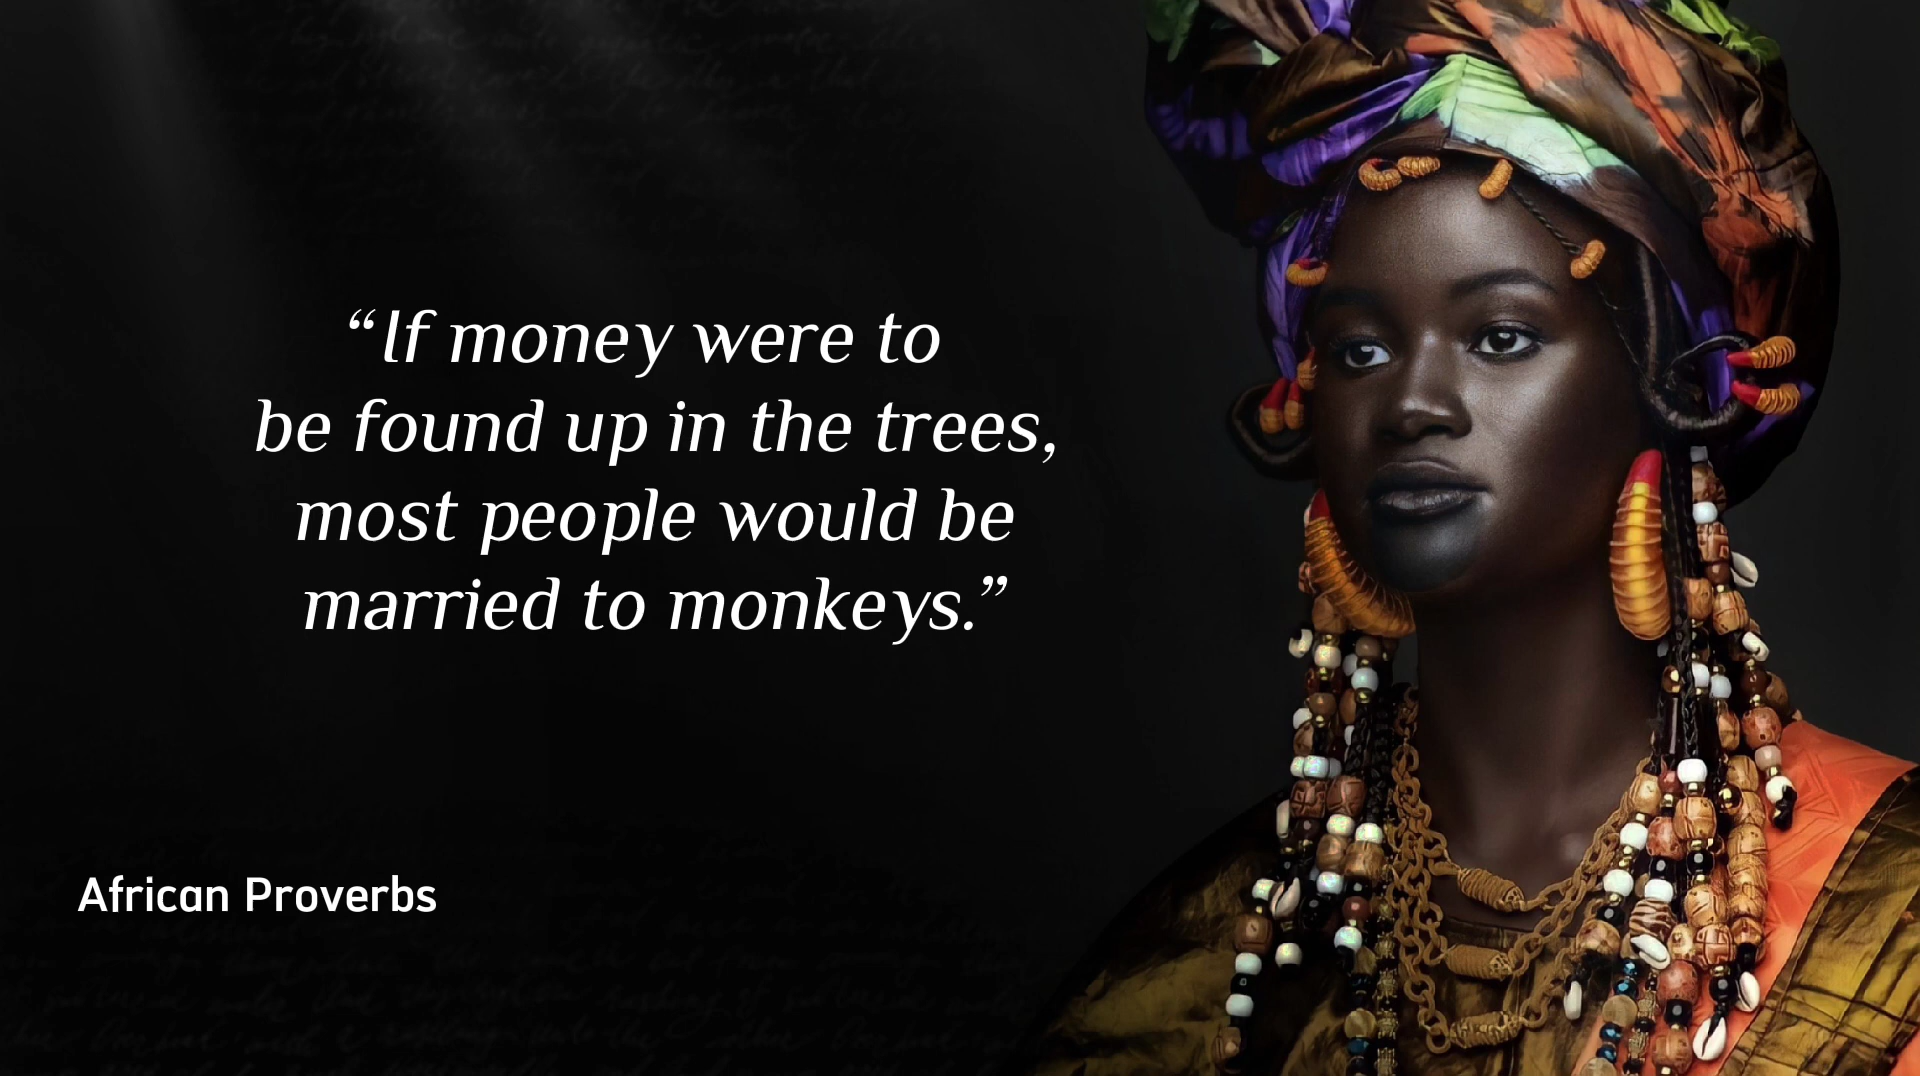 “If money were to
be found up in the trees,
most people would be
married to monkeys.”
African Proverbs